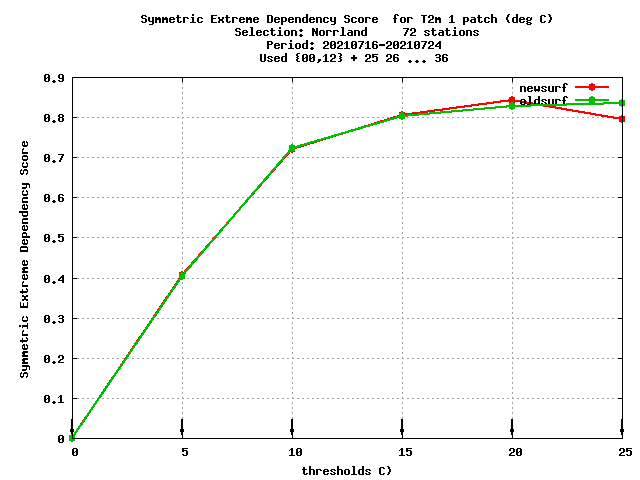 Symmetric Extreme Dependency Score for T2m 1 patch (deg C)
Selection: Norrland 72 stations
Period: 20210716-20210724
Used {00,12} + 25 26 ... 36
newsurf
oldsurf
Symmetric Extreme Dependency Score
0.9
0.8
0.7
0.6
0.5
0.4
0.3
0.2
0.1
0
0 5 10 15 20 25
thresholds C)